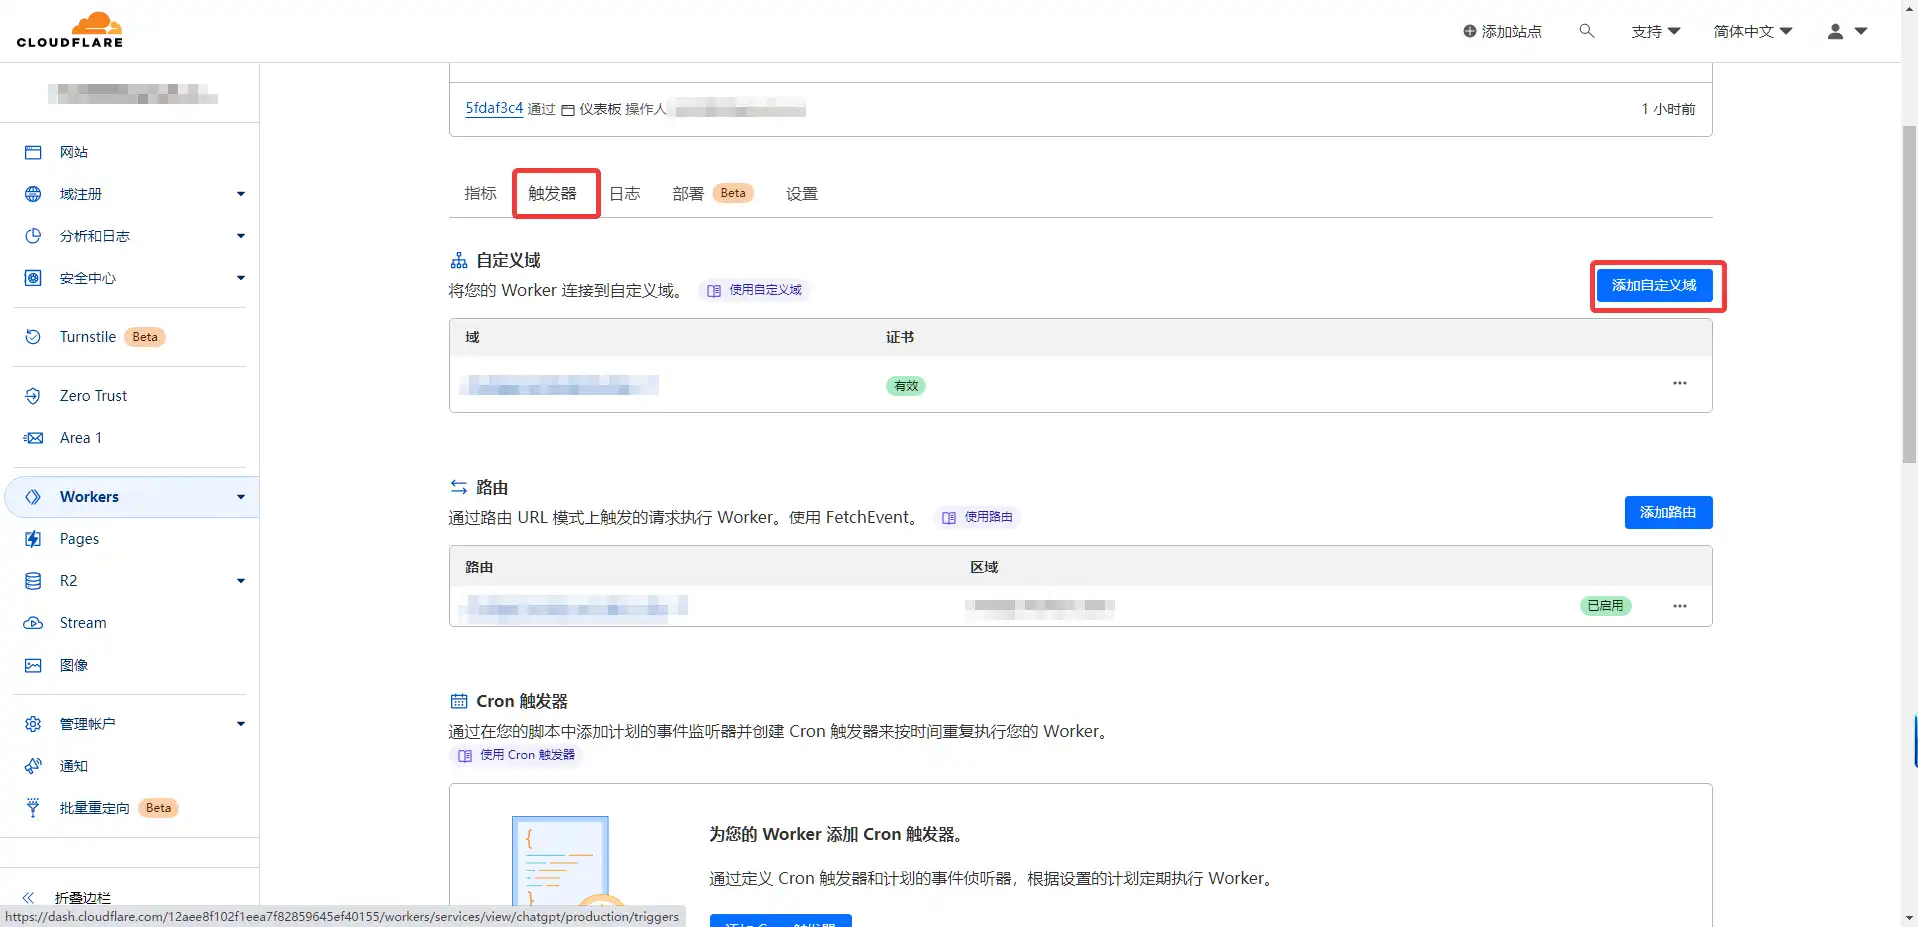 CLOUDFLARE
添加站点
支持
简体中文
网站
域注册
分析和日志
安全中心
Turnstile Beta
Zero Trust
Area 1
Workers
Pages
R2
Stream
图像
管理帐户
通知
批量重定向 Beta
折叠边栏
5fdaf3c4 通过 仪表板 操作人
1 小时前
指标 触发器 日志 部署 Beta 设置
自定义域
将您的 Worker 连接到自定义域。 使用自定义域
添加自定义域
域 证书
有效
路由
通过路由 URL 模式上触发的请求执行 Worker。使用 FetchEvent。 使用路由
添加路由
路由 区域
已启用
Cron 触发器
通过在您的脚本中添加计划的事件监听器并创建 Cron 触发器来按时间重复执行您的 Worker。
使用 Cron 触发器
为您的 Worker 添加 Cron 触发器。
通过定义 Cron 触发器和计划的事件侦听器，根据设置的计划定期执行 Worker。
添加 Cron 触发器
https://dash.cloudflare.com/12aee8f102f1eea7f82859645ef40155/workers/services/view/chatgpt/production/triggers